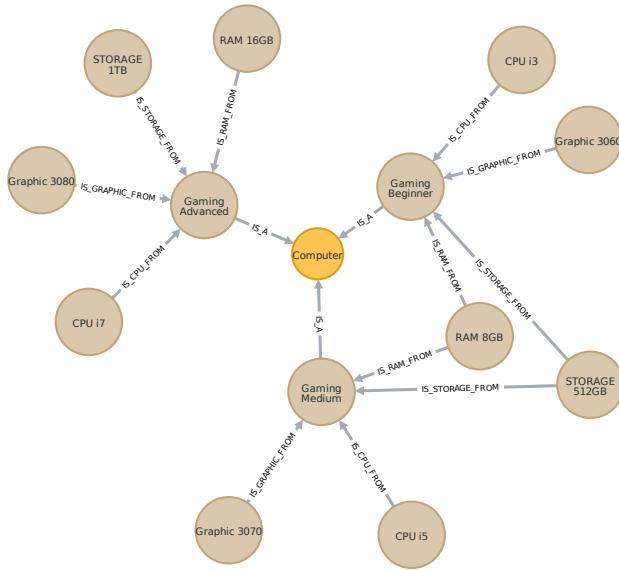 RAM 16GB
STORAGE
1TB
CPU i3
Graphic 3060
Graphic 3080
Gaming
Advanced
Gaming
Beginner
Computer
CPU i7
RAM 8GB
STORAGE
512GB
Gaming
Medium
Graphic 3070
CPU i5
IS_RAM_FROM
IS_STORAGE_FROM
IS_GRAPHIC_FROM
IS_CPU_FROM
IS_A
IS_CPU_FROM
IS_GRAPHIC_FROM
IS_A
IS_RAM_FROM
IS_STORAGE_FROM
IS_A
IS_RAM_FROM
IS_STORAGE_FROM
IS_GRAPHIC_FROM
IS_CPU_FROM